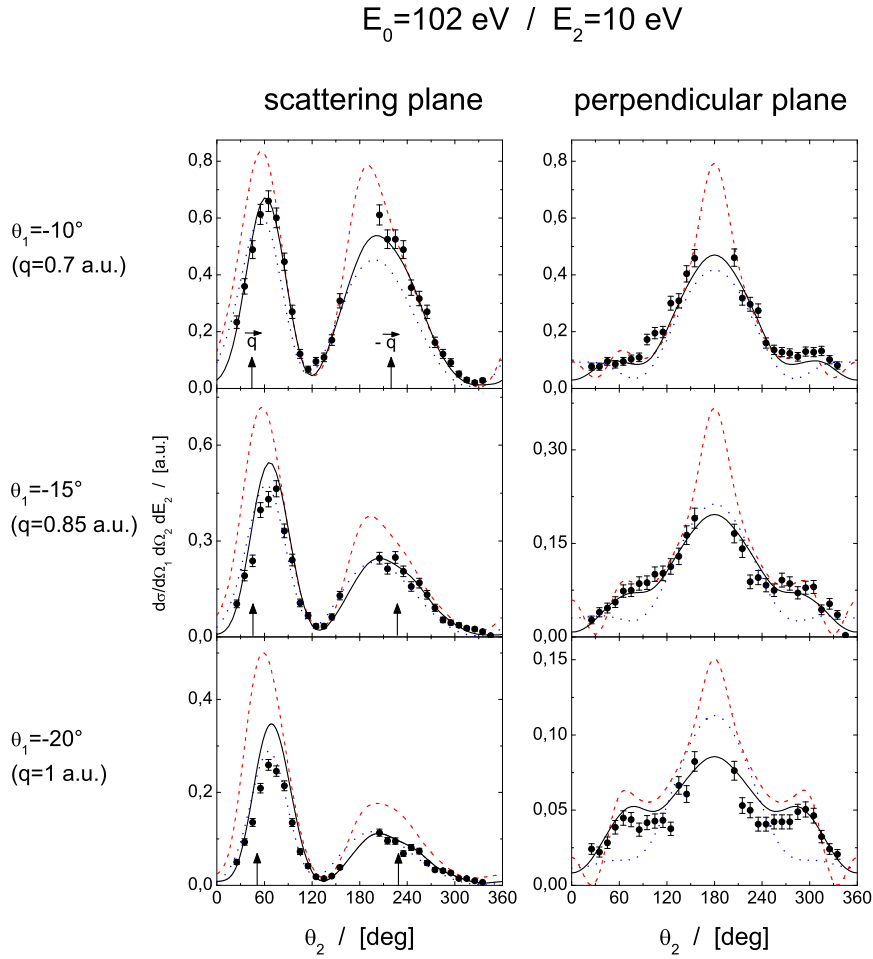 E0=102 eV / E2=10 eV
scattering plane
perpendicular plane
θ1=-10°
(q=0.7 a.u.)
0,8
0,6
0,4
0,2
0,0
q
-q
0,8
0,6
0,4
0,2
0,0
θ1=-15°
(q=0.85 a.u.)
dσ/dΩ1 dΩ2 dE2 / [a.u.]
0,6
0,3
0,0
0,30
0,15
0,00
θ1=-20°
(q=1 a.u.)
0,4
0,2
0,0
0,15
0,10
0,05
0,00
0 60 120 180 240 300 360
0 60 120 180 240 300 360
θ2 / [deg]
θ2 / [deg]